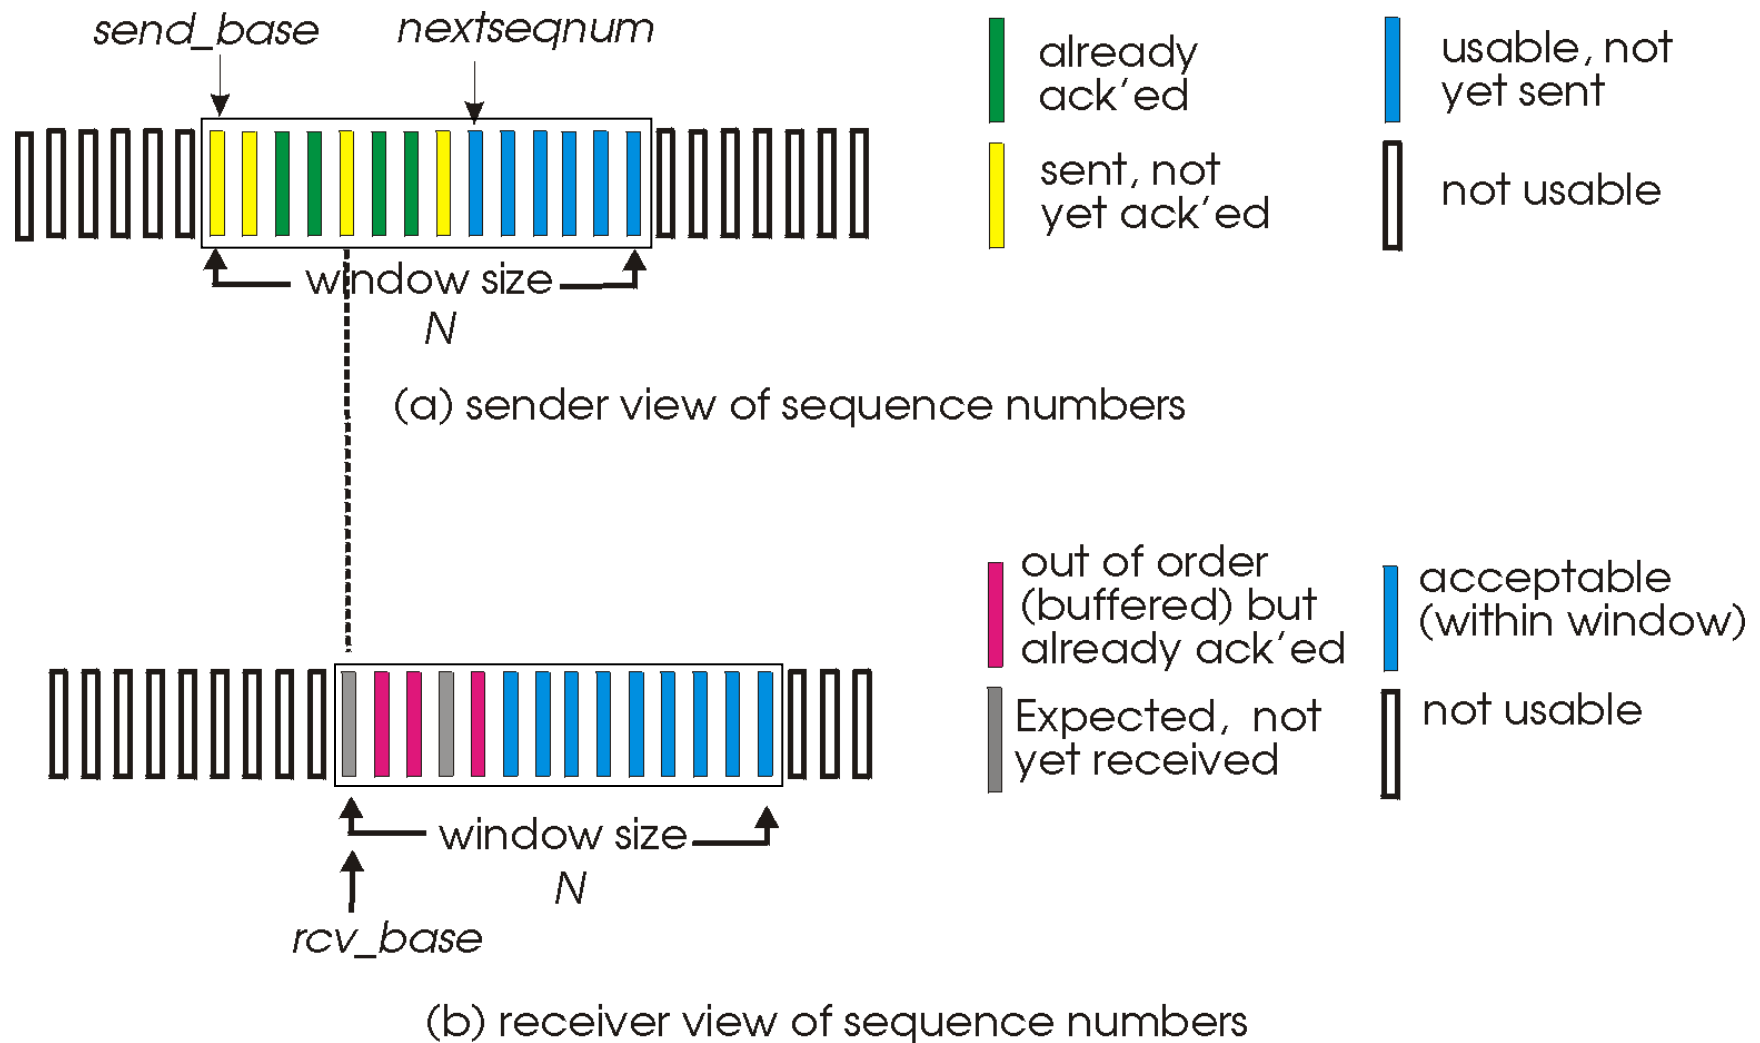 send_base
nextseqnum
already
ack'ed
usable, not
yet sent
sent, not
yet ack'ed
not usable
window size
N
(a) sender view of sequence numbers
out of order
(buffered) but
already ack'ed
acceptable
(within window)
Expected, not
yet received
not usable
window size
N
rcv_base
(b) receiver view of sequence numbers